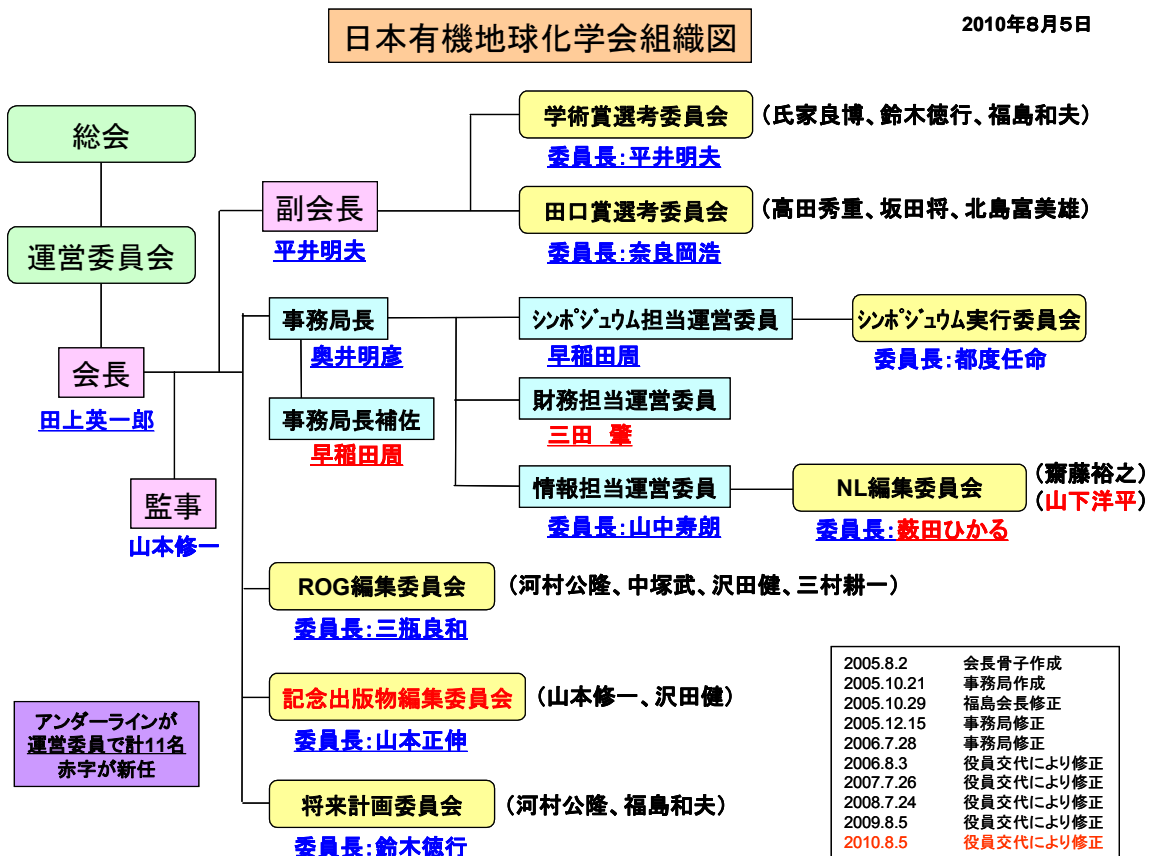 日本有機地球化学会組織図
2010年8月5日
総会
運営委員会
会長
田上英一郎
監事
山本修一
副会長
平井明夫
学術賞選考委員会
(氏家良博、鈴木徳行、福島和夫)
委員長:平井明夫
田口賞選考委員会
(高田秀重、坂田将、北島富美雄)
委員長:奈良岡浩
事務局長
奥井明彦
事務局長補佐
早稲田周
シンポジュウム担当運営委員
早稲田周
シンポジュウム実行委員会
委員長:都度任命
財務担当運営委員
三田 肇
情報担当運営委員
委員長:山中寿朗
NL編集委員会
(齋藤裕之)
(山下洋平)
委員長:薮田ひかる
ROG編集委員会
(河村公隆、中塚武、沢田健、三村耕一)
委員長:三瓶良和
記念出版物編集委員会
(山本修一、沢田健)
委員長:山本正伸
将来計画委員会
(河村公隆、福島和夫)
委員長:鈴木徳行
アンダーラインが
運営委員で計11名
赤字が新任
2005.8.2 会長骨子作成
2005.10.21 事務局作成
2005.10.29 福島会長修正
2005.12.15 事務局修正
2006.7.28 事務局修正
2006.8.3 役員交代により修正
2007.7.26 役員交代により修正
2008.7.24 役員交代により修正
2009.8.5 役員交代により修正
2010.8.5 役員交代により修正